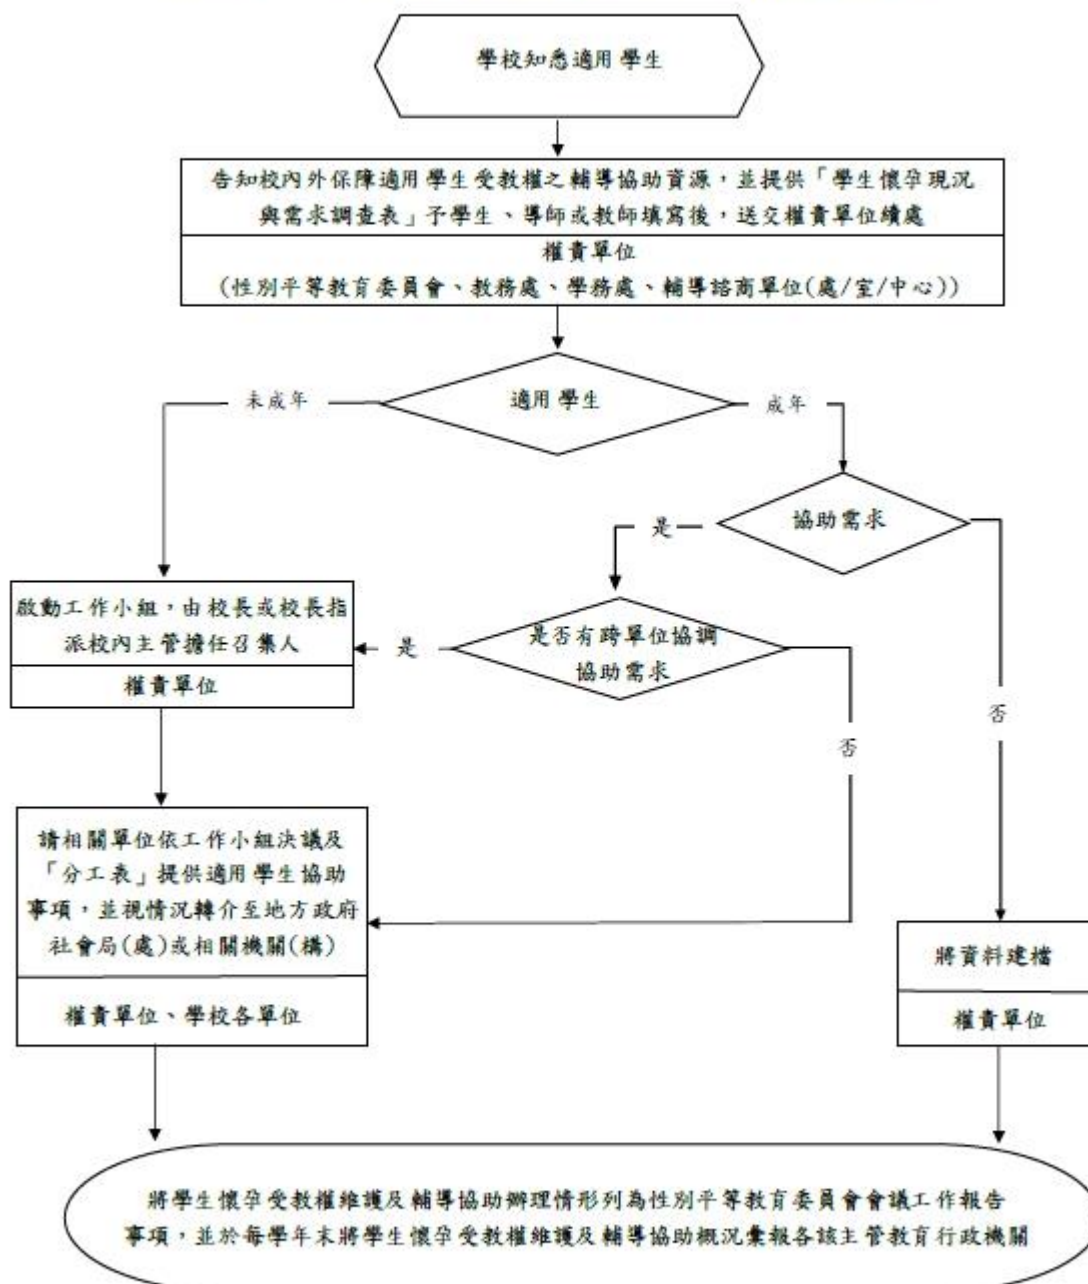 學校知悉適用學生
告知校內外保障適用學生受教權之輔導協助資源，並提供「學生懷孕現況
與需求調查表」予學生、導師或教師填寫後，送交權責單位續處
權責單位
(性別平等教育委員會、教務處、學務處、輔導諮商單位(處/室/中心))
適用學生
未成年
成年
協助需求
是
否
是否有跨單位協調
協助需求
是
否
啟動工作小組，由校長或校長指
派校內主管擔任召集人
權責單位
請相關單位依工作小組決議及
「分工表」提供適用學生協助
事項，並視情況轉介至地方政府
社會局(處)或相關機關(構)
權責單位、學校各單位
將資料建檔
權責單位
將學生懷孕受教權維護及輔導協助辦理情形列為性別平等教育委員會會議工作報告
事項，並於每學年末將學生懷孕受教權維護及輔導協助概況彙報各該主管教育行政機關